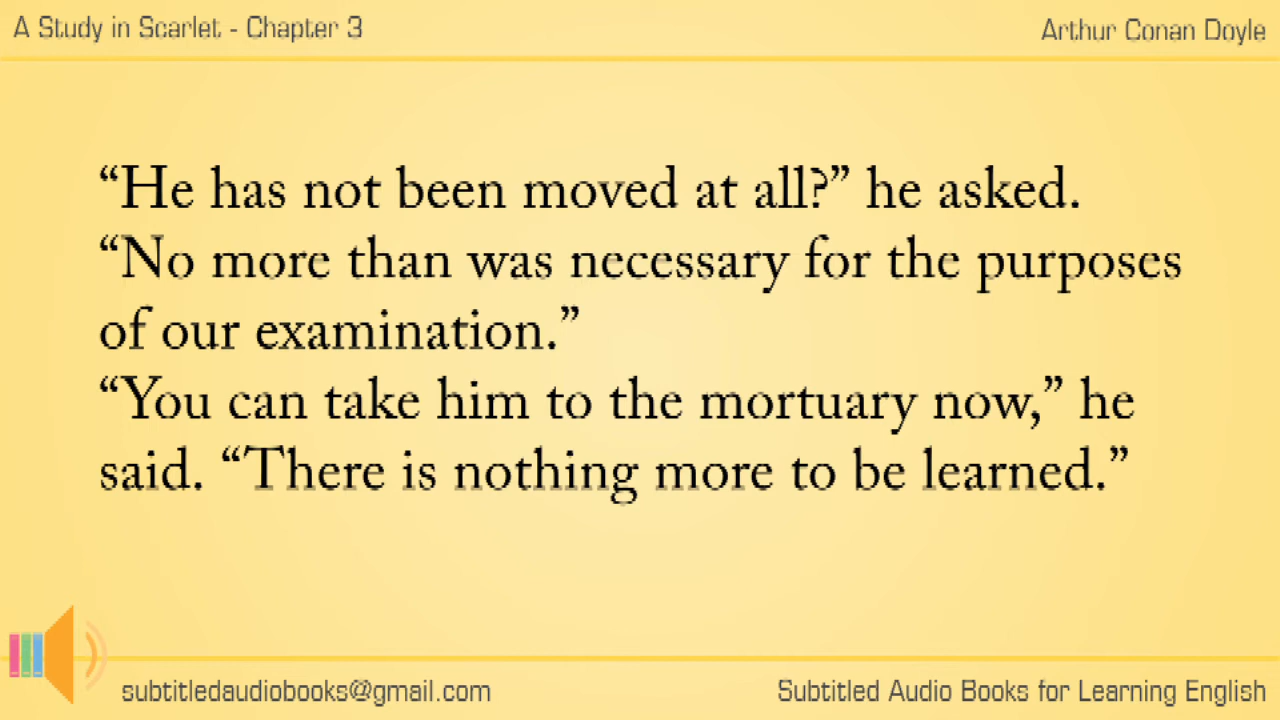 A Study in Scarlet - Chapter 3
Arthur Conan Doyle
“He has not been moved at all?” he asked.
“No more than was necessary for the purposes
of our examination.”
“You can take him to the mortuary now,” he
said. “There is nothing more to be learned.”
subtitledaudiobooks@gmail.com
Subtitled Audio Books for Learning English